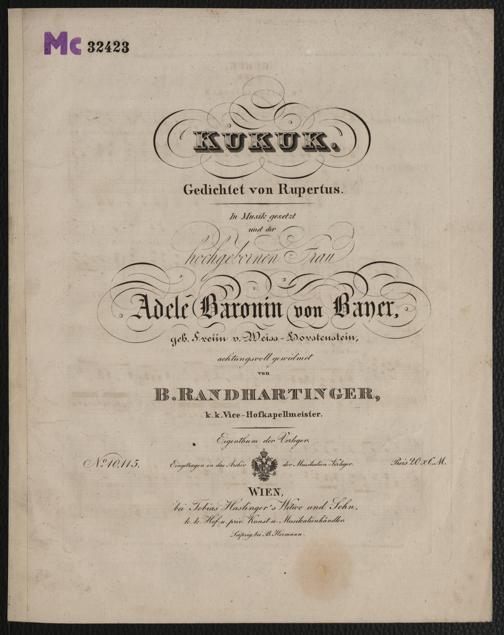 Mc 32423
KUKUK.
Gedichtet von Rupertus.
In Musik gesetzt
und der
hochgebornen Frau
Adele Baronin von Bayer,
geb. Freiin v. Weiss-Horstenstein,
achtungsvoll gewidmet
von
B. RANDHARTINGER,
k. k. Vice-Hofkapellmeister.
Eigenthum der Verleger.
No 10,115. Eingetragen in das Archiv der Musikalien Verleger. Preis 20 x C. M.
WIEN,
bei Tobias Haslinger's Witwe und Sohn,
k. k. Hof u. priv. Kunst u. Musikalienhändler.
Leipzig bei B. Hermann.